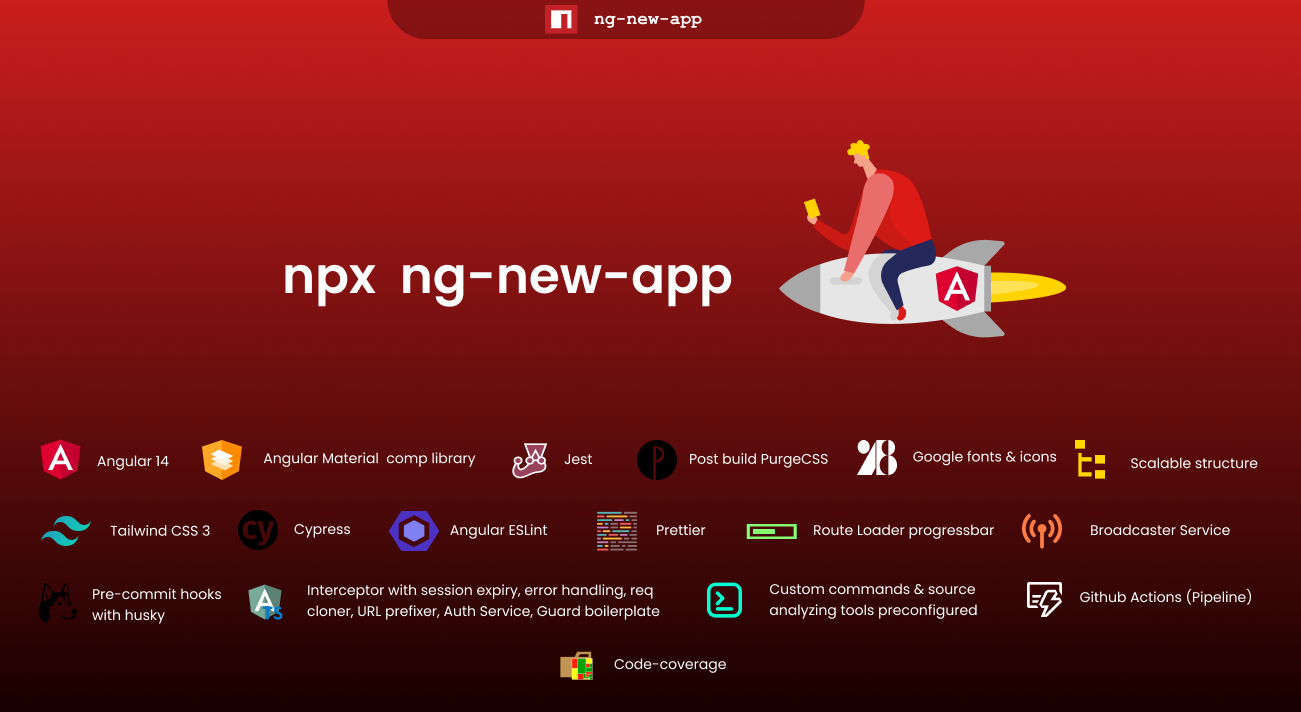 ng-new-app
npx ng-new-app
Angular 14
Angular Material comp library
Jest
Post build PurgeCSS
Google fonts & icons
Scalable structure
Tailwind CSS 3
cy
Cypress
Angular ESLint
Prettier
Route Loader progressbar
Broadcaster Service
Pre-commit hooks
with husky
A
TS
Interceptor with session expiry, error handling, req
cloner, URL prefixer, Auth Service, Guard boilerplate
Custom commands & source
analyzing tools preconfigured
Github Actions (Pipeline)
Code-coverage